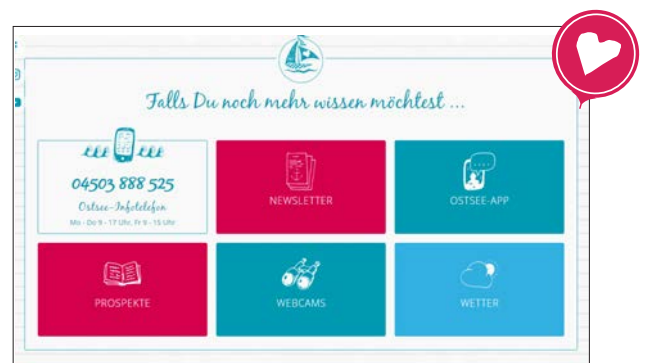 Falls Du noch mehr wissen möchtest ...
04503 888 525
Ostsee-Infotelefon
Mo - Do 9 - 17 Uhr, Fr 9 - 15 Uhr
NEWSLETTER
OSTSEE-APP
PROSPEKTE
WEBCAMS
WETTER